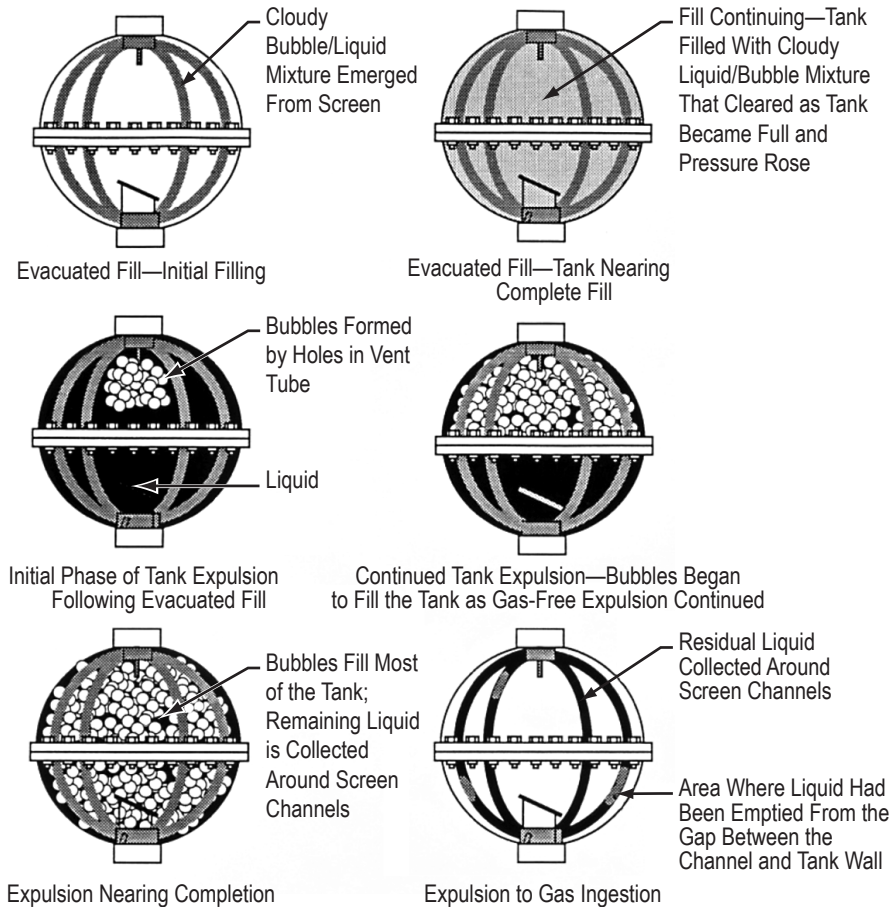 Cloudy
Bubble/Liquid
Mixture Emerged
From Screen
Evacuated Fill—Initial Filling
Fill Continuing—Tank
Filled With Cloudy
Liquid/Bubble Mixture
That Cleared as Tank
Became Full and
Pressure Rose
Evacuated Fill—Tank Nearing
Complete Fill
Bubbles Formed
by Holes in Vent
Tube
Liquid
Initial Phase of Tank Expulsion
Following Evacuated Fill
Continued Tank Expulsion—Bubbles Began
to Fill the Tank as Gas-Free Expulsion Continued
Bubbles Fill Most
of the Tank;
Remaining Liquid
is Collected
Around Screen
Channels
Expulsion Nearing Completion
Residual Liquid
Collected Around
Screen Channels
Area Where Liquid Had
Been Emptied From the
Gap Between the
Channel and Tank Wall
Expulsion to Gas Ingestion